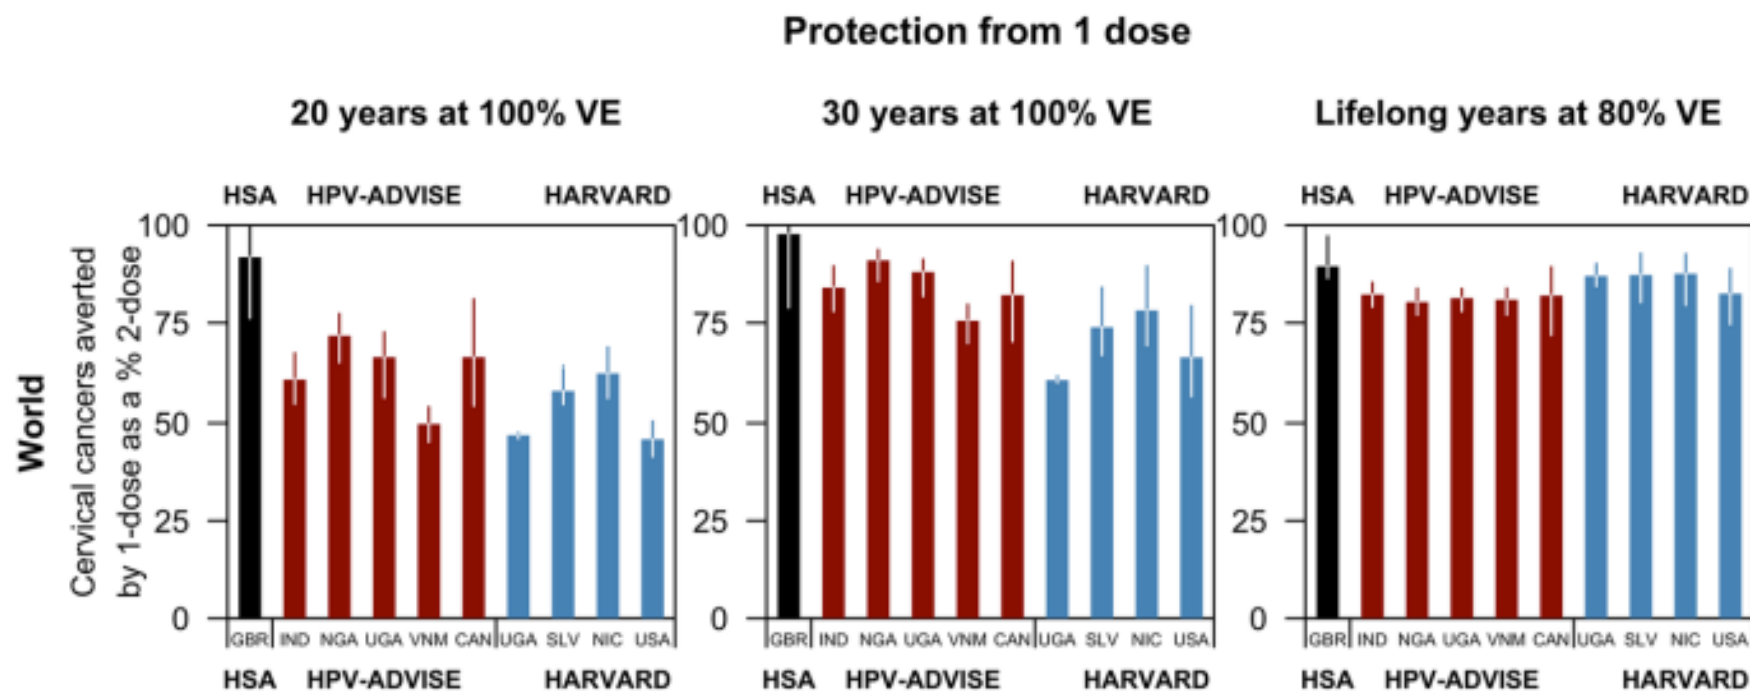 Protection from 1 dose
20 years at 100% VE
30 years at 100% VE
Lifelong years at 80% VE
HSA HPV-ADVISE HARVARD
HSA HPV-ADVISE HARVARD
HSA HPV-ADVISE HARVARD
World
Cervical cancers averted
by 1-dose as a % 2-dose
100
75
50
25
0
GBR IND NGA UGA VNM CAN UGA SLV NIC USA
HSA HPV-ADVISE HARVARD
100
75
50
25
0
GBR IND NGA UGA VNM CAN UGA SLV NIC USA
HSA HPV-ADVISE HARVARD
100
75
50
25
0
GBR IND NGA UGA VNM CAN UGA SLV NIC USA
HSA HPV-ADVISE HARVARD